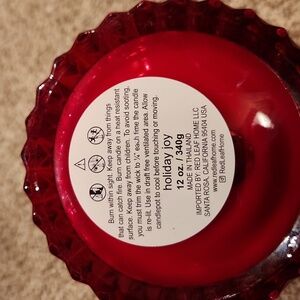 Burn within sight. Keep away from things
that can catch fire. Burn candle on a heat resistant
surface. Keep away from children. To avoid sooting,
you must trim the wick to ¼" each time the candle
is re-lit. Use in draft free ventilated area. Allow
candlepot to cool before touching or moving.
holiday joy
12 oz / 340g
MADE IN THAILAND
IMPORTED BY: RED LEAF HOME LLC
SANTA ROSA, CALIFORNIA 95404 USA
www.redleafhome.com
RedLeafHome